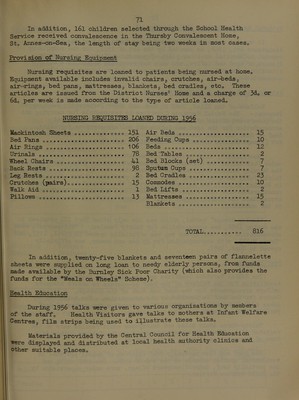 71
In addition, 161 children selected through the School Health
Service received convalescence in the Thursby Convalescent Home,
St. Annes-on-Sea, the length of stay being two weeks in most cases.
Provision of Nursing Equipment
Nursing requisites are loaned to patients being nursed at home.
Equipment available includes invalid chairs, crutches, air-beds,
air-rings, bed pans, mattresses, blankets, bed cradles, etc. These
articles are issued from the District Nurses' Home and a charge of 3d. or
6d. per week is made according to the type of article loaned.
NURSING REQUISITES LOANED DURING 1956
Mackintosh Sheets ............ 151 Air Beds ................ 15
Bed Pans ..................... 206 Feeding Cups ............ 10
Air Rings .................... 106 Beds .................... 12
Urinals ...................... 78 Bed Tables .............. 2
Wheel Chairs ................. 41 Bed Blocks (set) ........ 7
Back Rests ................... 98 Sputum Cups ............. 7
Leg Rests .................... 2 Bed Cradles ............. 23
Crutches (pairs).............. 15 Commodes ................ 10
Walk Aid ..................... 1 Bed Lifts ............... 2
Pillows ...................... 13 Mattresses .............. 15
Blankets ................ 2
TOTAL........... 816
In addition, twenty-five blankets and seventeen pairs of flannelette
sheets were supplied on long loan to needy elderly persons, from funds
made available by the Burnley Sick Poor Charity (which also provides the
funds for the "Meals on Wheels" Scheme).
Health Education
During 1956 talks were given to various organisations by members
of the staff. Health Visitors gave talks to mothers at Infant Welfare
Centres, film strips being used to illustrate these talks.
Materials provided by the Central Council for Health Education
were displayed and distributed at local health authority clinics and
other suitable places.